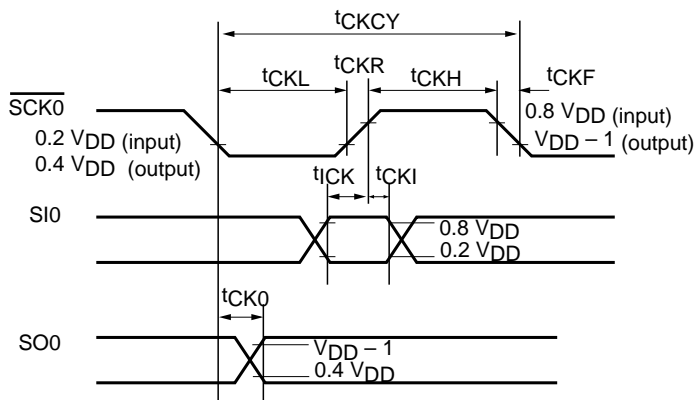 tCKCY
tCKR
tCKL
tCKH
tCKF
SCK0
0.8 VDD (input)
0.2 VDD (input)
VDD – 1 (output)
0.4 VDD (output)
tICK
tCKI
SI0
0.8 VDD
0.2 VDD
tCK0
SO0
VDD – 1
0.4 VDD